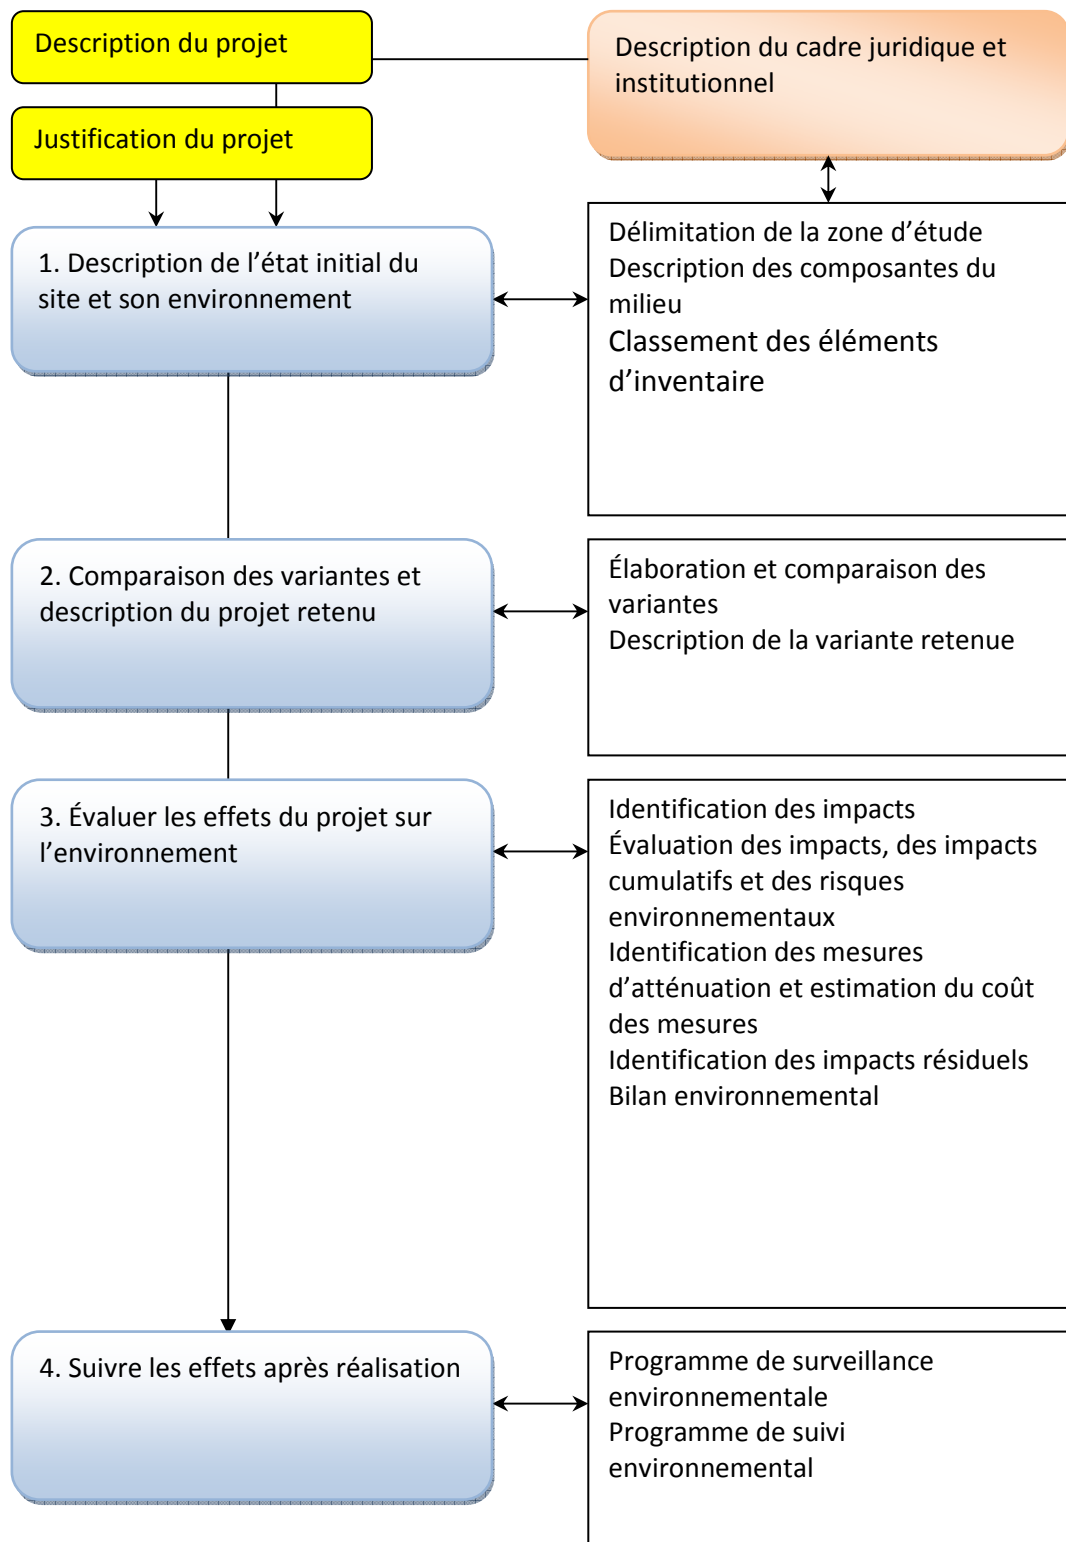 Description du projet
Description du cadre juridique et
institutionnel
Justification du projet
1. Description de l’état initial du
site et son environnement
Délimitation de la zone d’étude
Description des composantes du
milieu
Classement des éléments
d’inventaire
2. Comparaison des variantes et
description du projet retenu
Élaboration et comparaison des
variantes
Description de la variante retenue
3. Évaluer les effets du projet sur
l’environnement
Identification des impacts
Évaluation des impacts, des impacts
cumulatifs et des risques
environnementaux
Identification des mesures
d’atténuation et estimation du coût
des mesures
Identification des impacts résiduels
Bilan environnemental
4. Suivre les effets après réalisation
Programme de surveillance
environnementale
Programme de suivi
environnemental